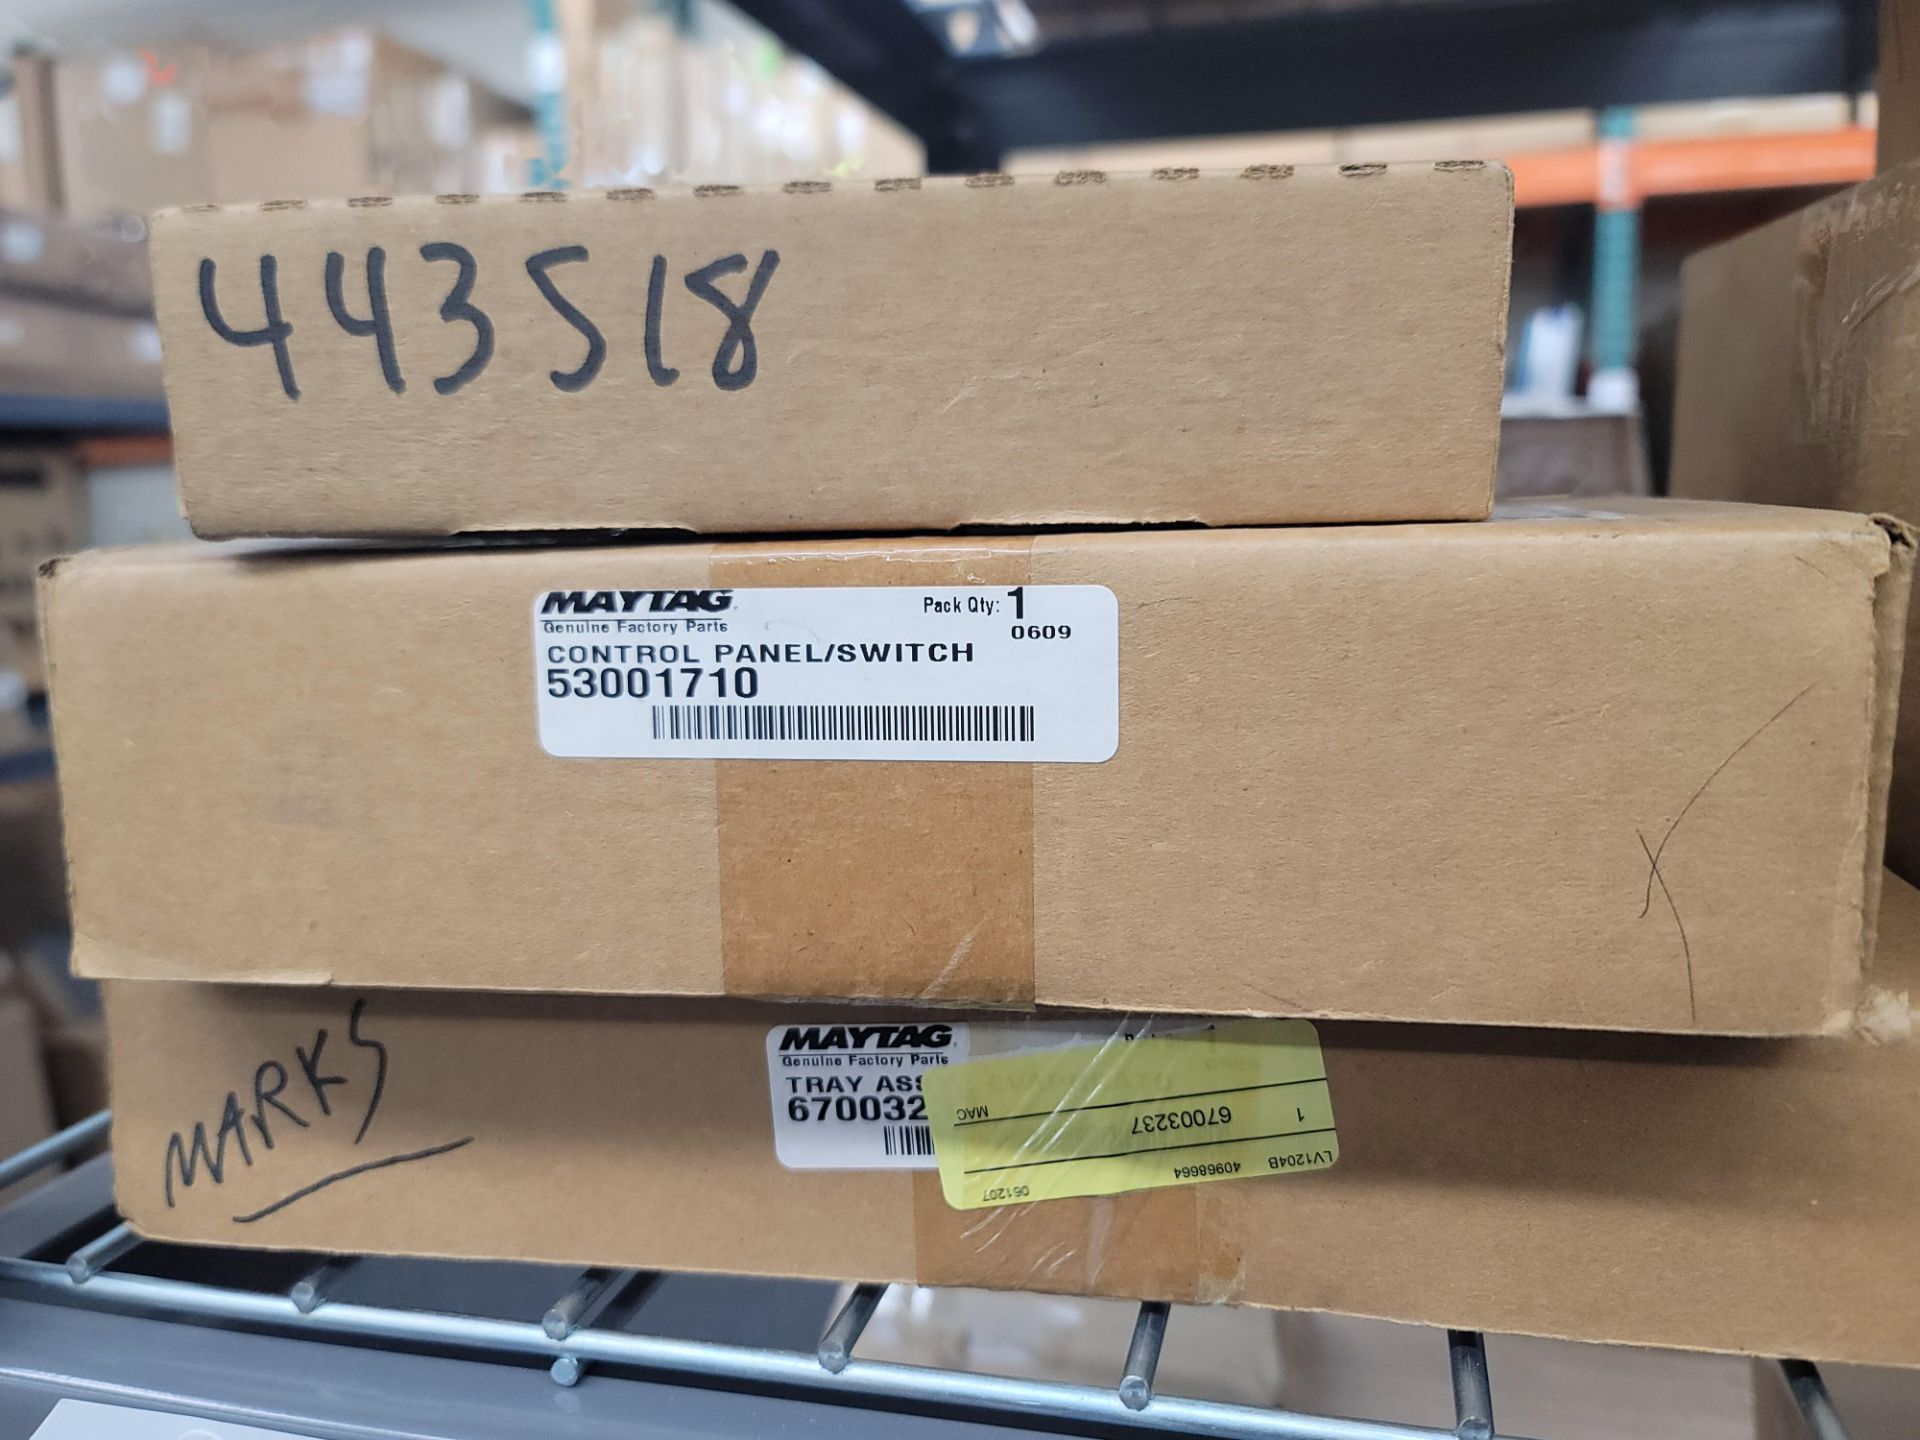 443518
MAYTAG
Genuine Factory Parts
Pack Qty: 1
0609
CONTROL PANEL/SWITCH
53001710
MARKS
MAYTAG
Genuine Factory Parts
TRAY ASS
670032
LV1204B 40968664 061207
1 67003237 MAC